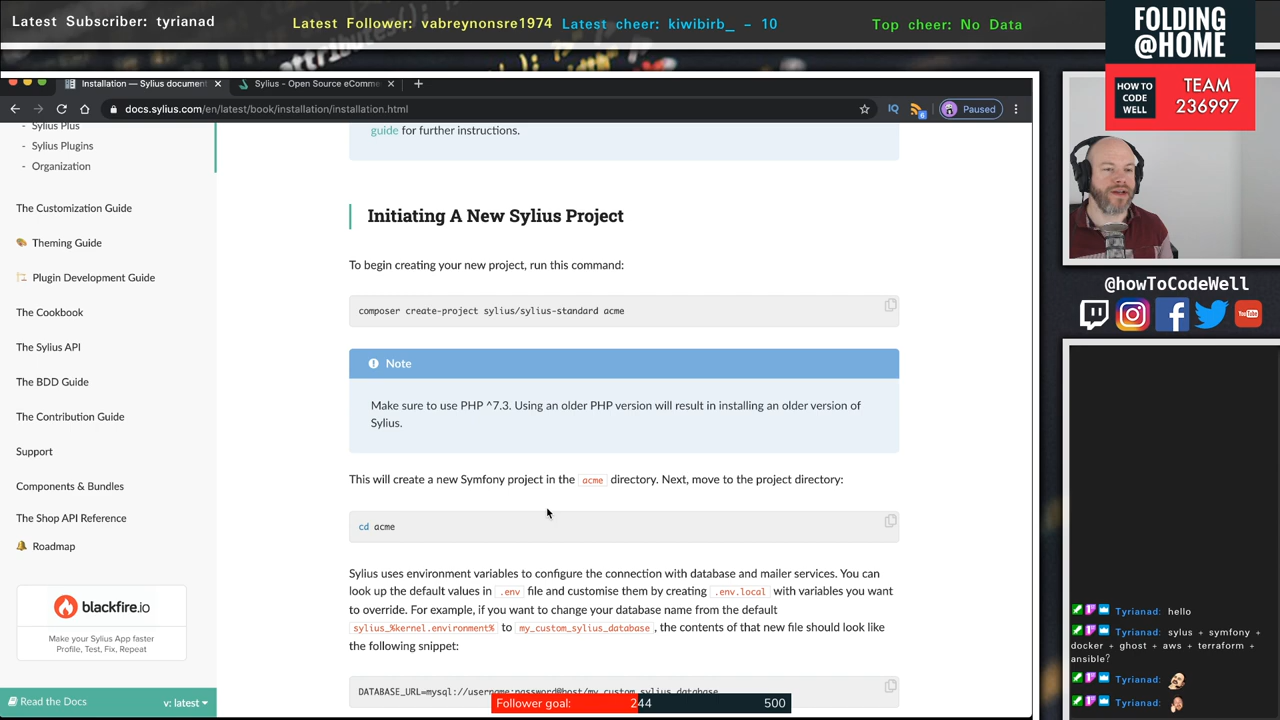 Latest Subscriber: tyrianad
Latest Follower: vabreynonsre1974
Latest cheer: kiwibirb_ - 10
Top cheer: No Data
FOLDING
@HOME
HOW TO
CODE
WELL
TEAM
236997
Installation — Sylius document
Sylius - Open Source eComme
docs.sylius.com/en/latest/book/installation/installation.html
IQ
6
Paused
Sylius Plus
- Sylius Plugins
- Organization
The Customization Guide
Theming Guide
Plugin Development Guide
The Cookbook
The Sylius API
The BDD Guide
The Contribution Guide
Support
Components & Bundles
The Shop API Reference
Roadmap
blackfire.io
Make your Sylius App faster
Profile, Test, Fix, Repeat
Read the Docs
v: latest
guide for further instructions.
Initiating A New Sylius Project
To begin creating your new project, run this command:
composer create-project sylius/sylius-standard acme
Note
Make sure to use PHP ^7.3. Using an older PHP version will result in installing an older version of
Sylius.
This will create a new Symfony project in the acme directory. Next, move to the project directory:
cd acme
Sylius uses environment variables to configure the connection with database and mailer services. You can
look up the default values in .env file and customise them by creating .env.local with variables you want
to override. For example, if you want to change your database name from the default
sylius_%kernel.environment% to my_custom_sylius_database, the contents of that new file should look like
the following snippet:
DATABASE_URL=mysql://username:password@host/my_custom_sylius_database
Follower goal: 244 500
@howToCodeWell
You Tube
Tyrianad: hello
Tyrianad: sylus + symfony +
docker + ghost + aws + terraform +
ansible?
Tyrianad:
Tyrianad: